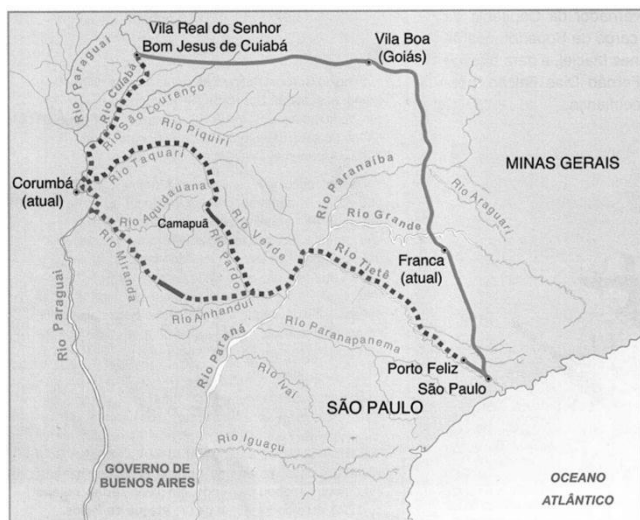 Vila Real do Senhor
Bom Jesus de Cuiabá
Vila Boa
(Goiás)
Rio Paraguai
Rio Cuiabá
Rio São Lourenço
Rio Piquiri
Rio Taquari
Corumbá
(atual)
Rio Aquidauana
Camapuã
Rio Verde
Rio Pardo
Rio Miranda
Rio Anhanduí
Rio Paranaíba
Rio Araguari
MINAS GERAIS
Rio Grande
Franca
(atual)
Rio Tietê
Rio Paraguai
Rio Paraná
Rio Paranapanema
Porto Feliz
São Paulo
Rio Ivaí
SÃO PAULO
Rio Iguaçu
GOVERNO DE
BUENOS AIRES
OCEANO
ATLÂNTICO